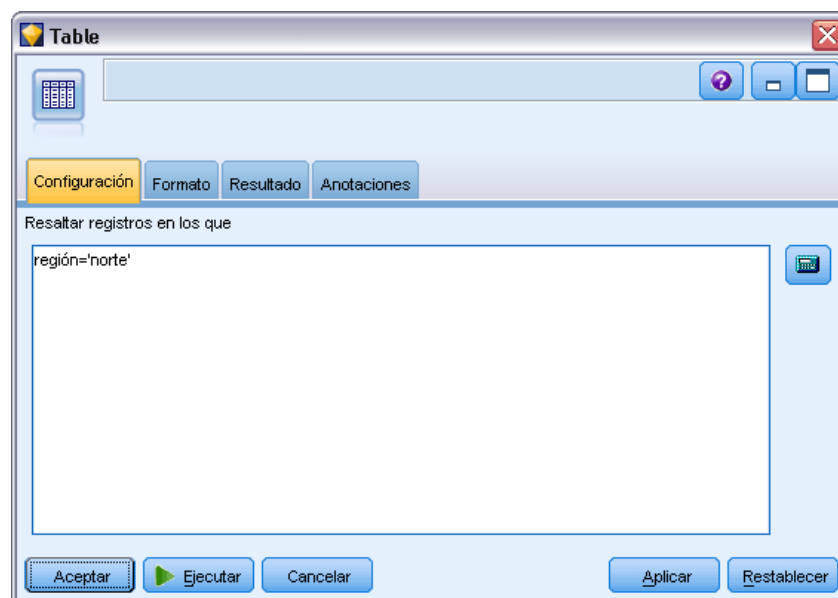 Table
Configuración Formato Resultado Anotaciones
Resaltar registros en los que
región='norte'
Aceptar Ejecutar Cancelar Aplicar Restablecer